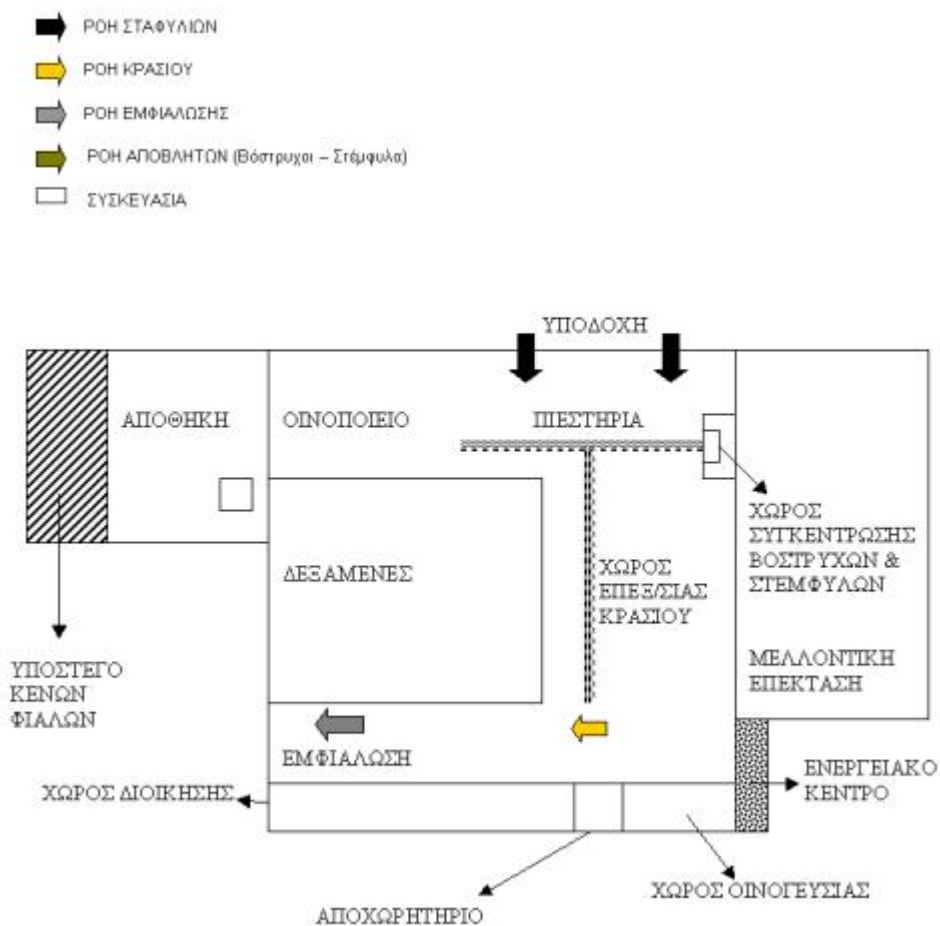 ΡΟΗ ΣΤΑΦΥΛΙΩΝ
ΡΟΗ ΚΡΑΣΙΟΥ
ΡΟΗ ΕΜΦΙΑΛΩΣΗΣ
ΡΟΗ ΑΠΟΒΛΗΤΩΝ (Βόστρυχοι – Στέμφυλα)
ΣΥΣΚΕΥΑΣΙΑ
ΥΠΟΔΟΧΗ
ΑΠΟΘΗΚΗ
ΟΙΝΟΠΟΙΕΙΟ
ΠΙΕΣΤΗΡΙΑ
ΧΩΡΟΣ
ΣΥΓΚΕΝΤΡΩΣΗΣ
ΒΟΣΤΡΥΧΩΝ &
ΣΤΕΜΦΥΛΩΝ
ΔΕΞΑΜΕΝΕΣ
ΧΩΡΟΣ
ΕΠΕΞ/ΣΙΑΣ
ΚΡΑΣΙΟΥ
ΜΕΛΛΟΝΤΙΚΗ
ΕΠΕΚΤΑΣΗ
ΥΠΟΣΤΕΓΟ
ΚΕΝΩΝ
ΦΙΑΛΩΝ
ΕΜΦΙΑΛΩΣΗ
ΕΝΕΡΓΕΙΑΚΟ
ΚΕΝΤΡΟ
ΧΩΡΟΣ ΔΙΟΙΚΗΣΗΣ
ΧΩΡΟΣ ΟΙΝΟΓΕΥΣΙΑΣ
ΑΠΟΧΩΡΗΤΗΡΙΟ